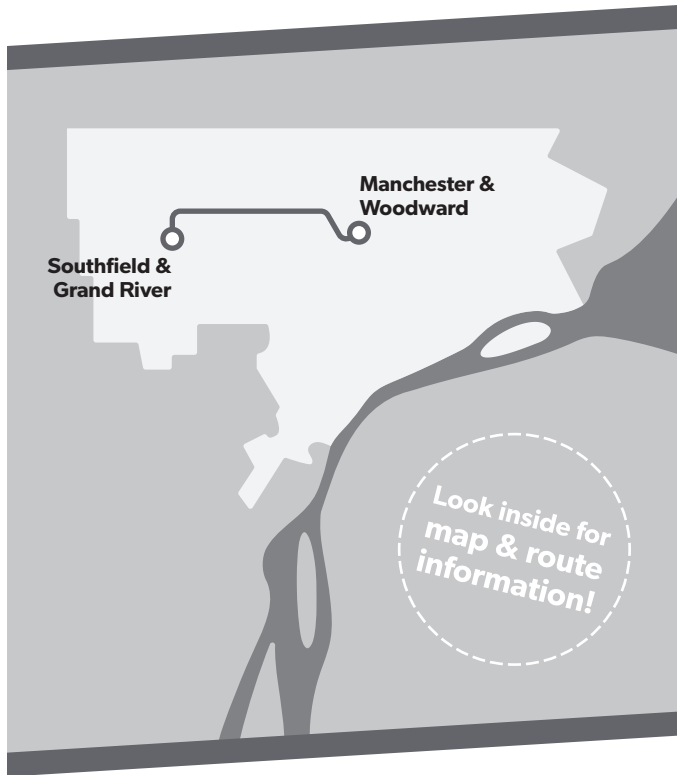 Manchester &
Woodward
Southfield &
Grand River
Look inside for
map & route
information!